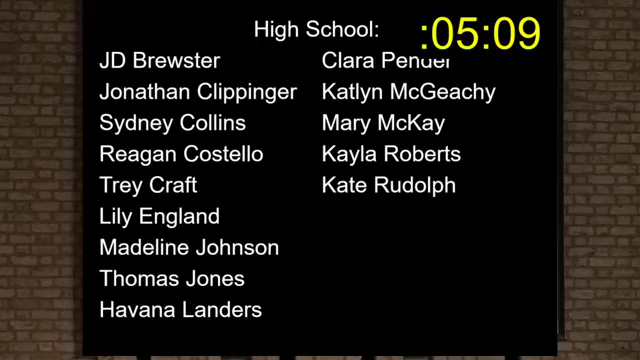 High School:
:05:09
JD Brewster
Jonathan Clippinger
Sydney Collins
Reagan Costello
Trey Craft
Lily England
Madeline Johnson
Thomas Jones
Havana Landers
Clara Pender
Katlyn McGeachy
Mary McKay
Kayla Roberts
Kate Rudolph